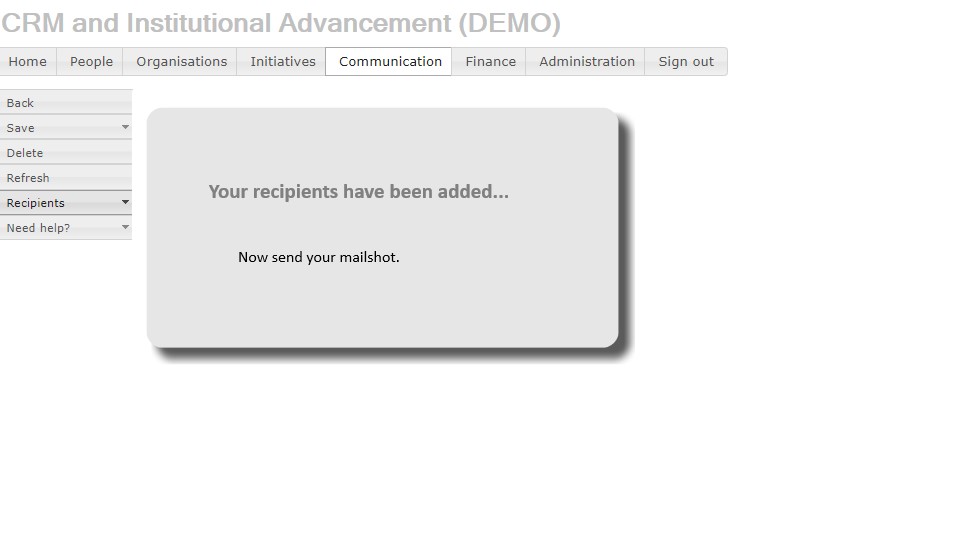 CRM and Institutional Advancement (DEMO)
Home People Organisations Initiatives Communication Finance Administration Sign out
Back
Save
Delete
Refresh
Recipients
Need help?
Your recipients have been added...
Now send your mailshot.